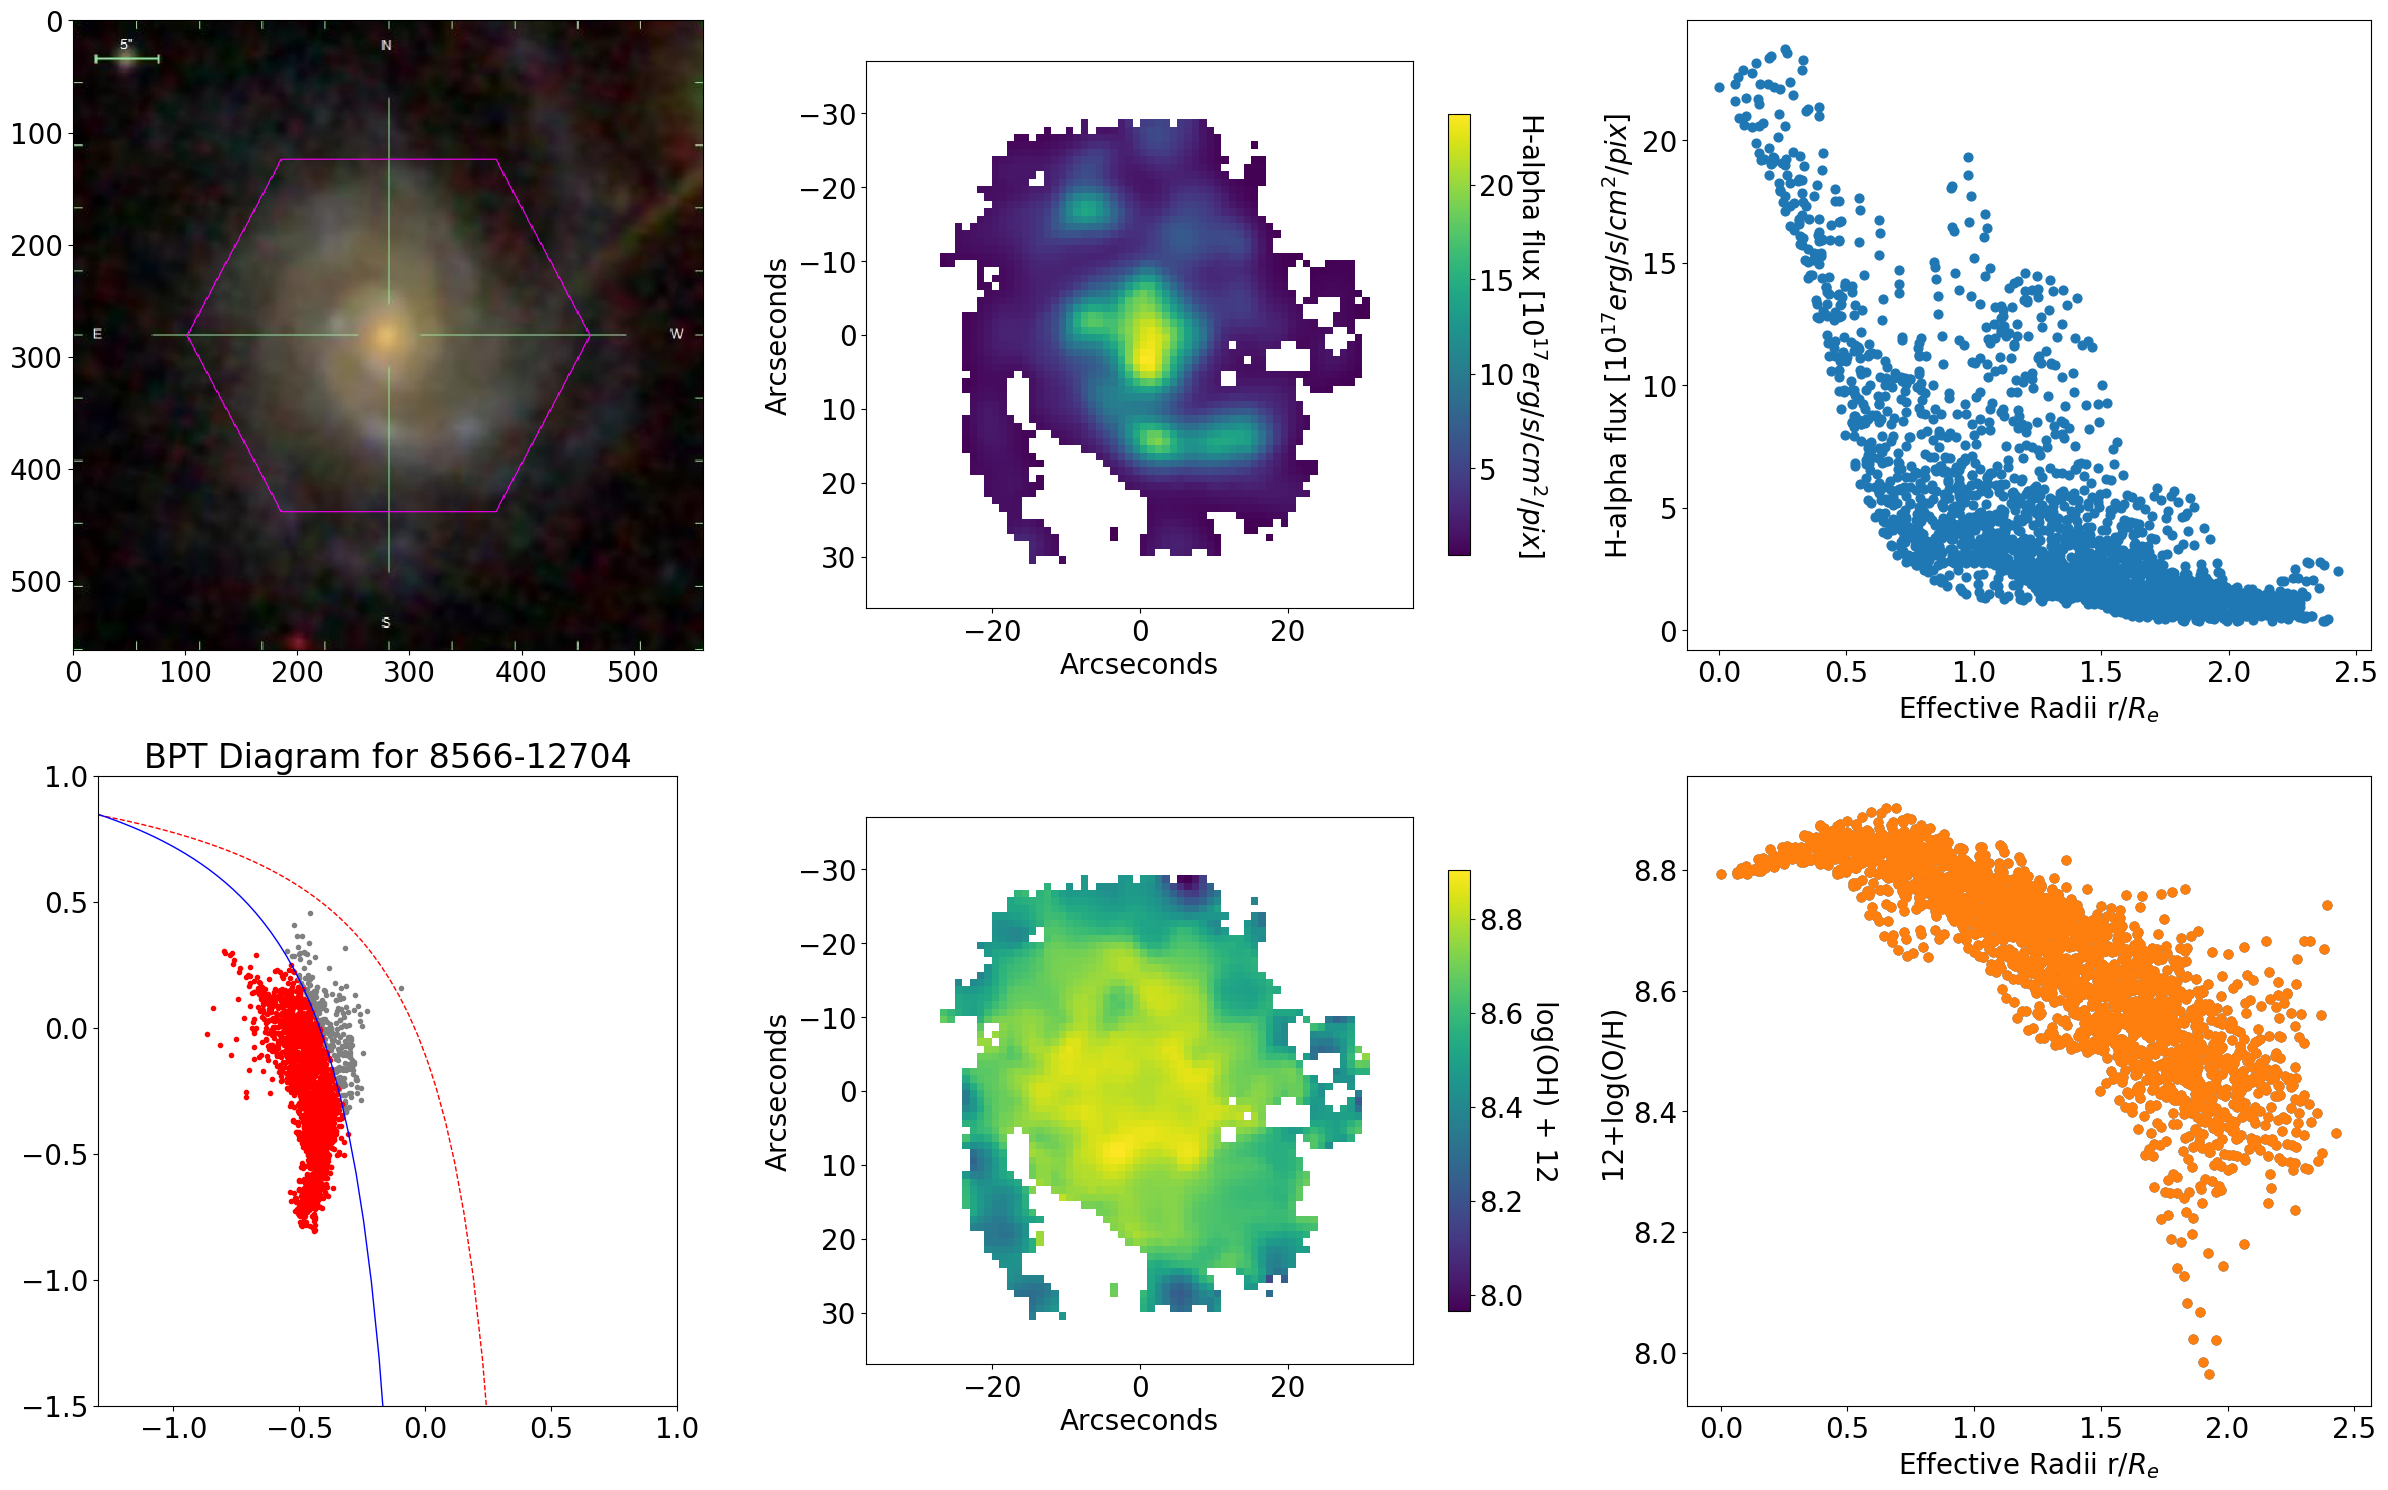 0
100
200
300
400
500
0 100 200 300 400 500
5"
N
E
W
S
−30
−20
−10
0
10
20
30
−20 0 20
Arcseconds
Arcseconds
20
15
10
5
H-alpha flux [10^17 erg/s/cm^2/pix]
20
15
10
5
0
0.0 0.5 1.0 1.5 2.0 2.5
H-alpha flux [10^17 erg/s/cm^2/pix]
Effective Radii r/R_e
BPT Diagram for 8566-12704
1.0
0.5
0.0
−0.5
−1.0
−1.5
−1.0 −0.5 0.0 0.5 1.0
−30
−20
−10
0
10
20
30
−20 0 20
Arcseconds
Arcseconds
8.8
8.6
8.4
8.2
8.0
log(OH) + 12
8.8
8.6
8.4
8.2
8.0
0.0 0.5 1.0 1.5 2.0 2.5
12+log(O/H)
Effective Radii r/R_e